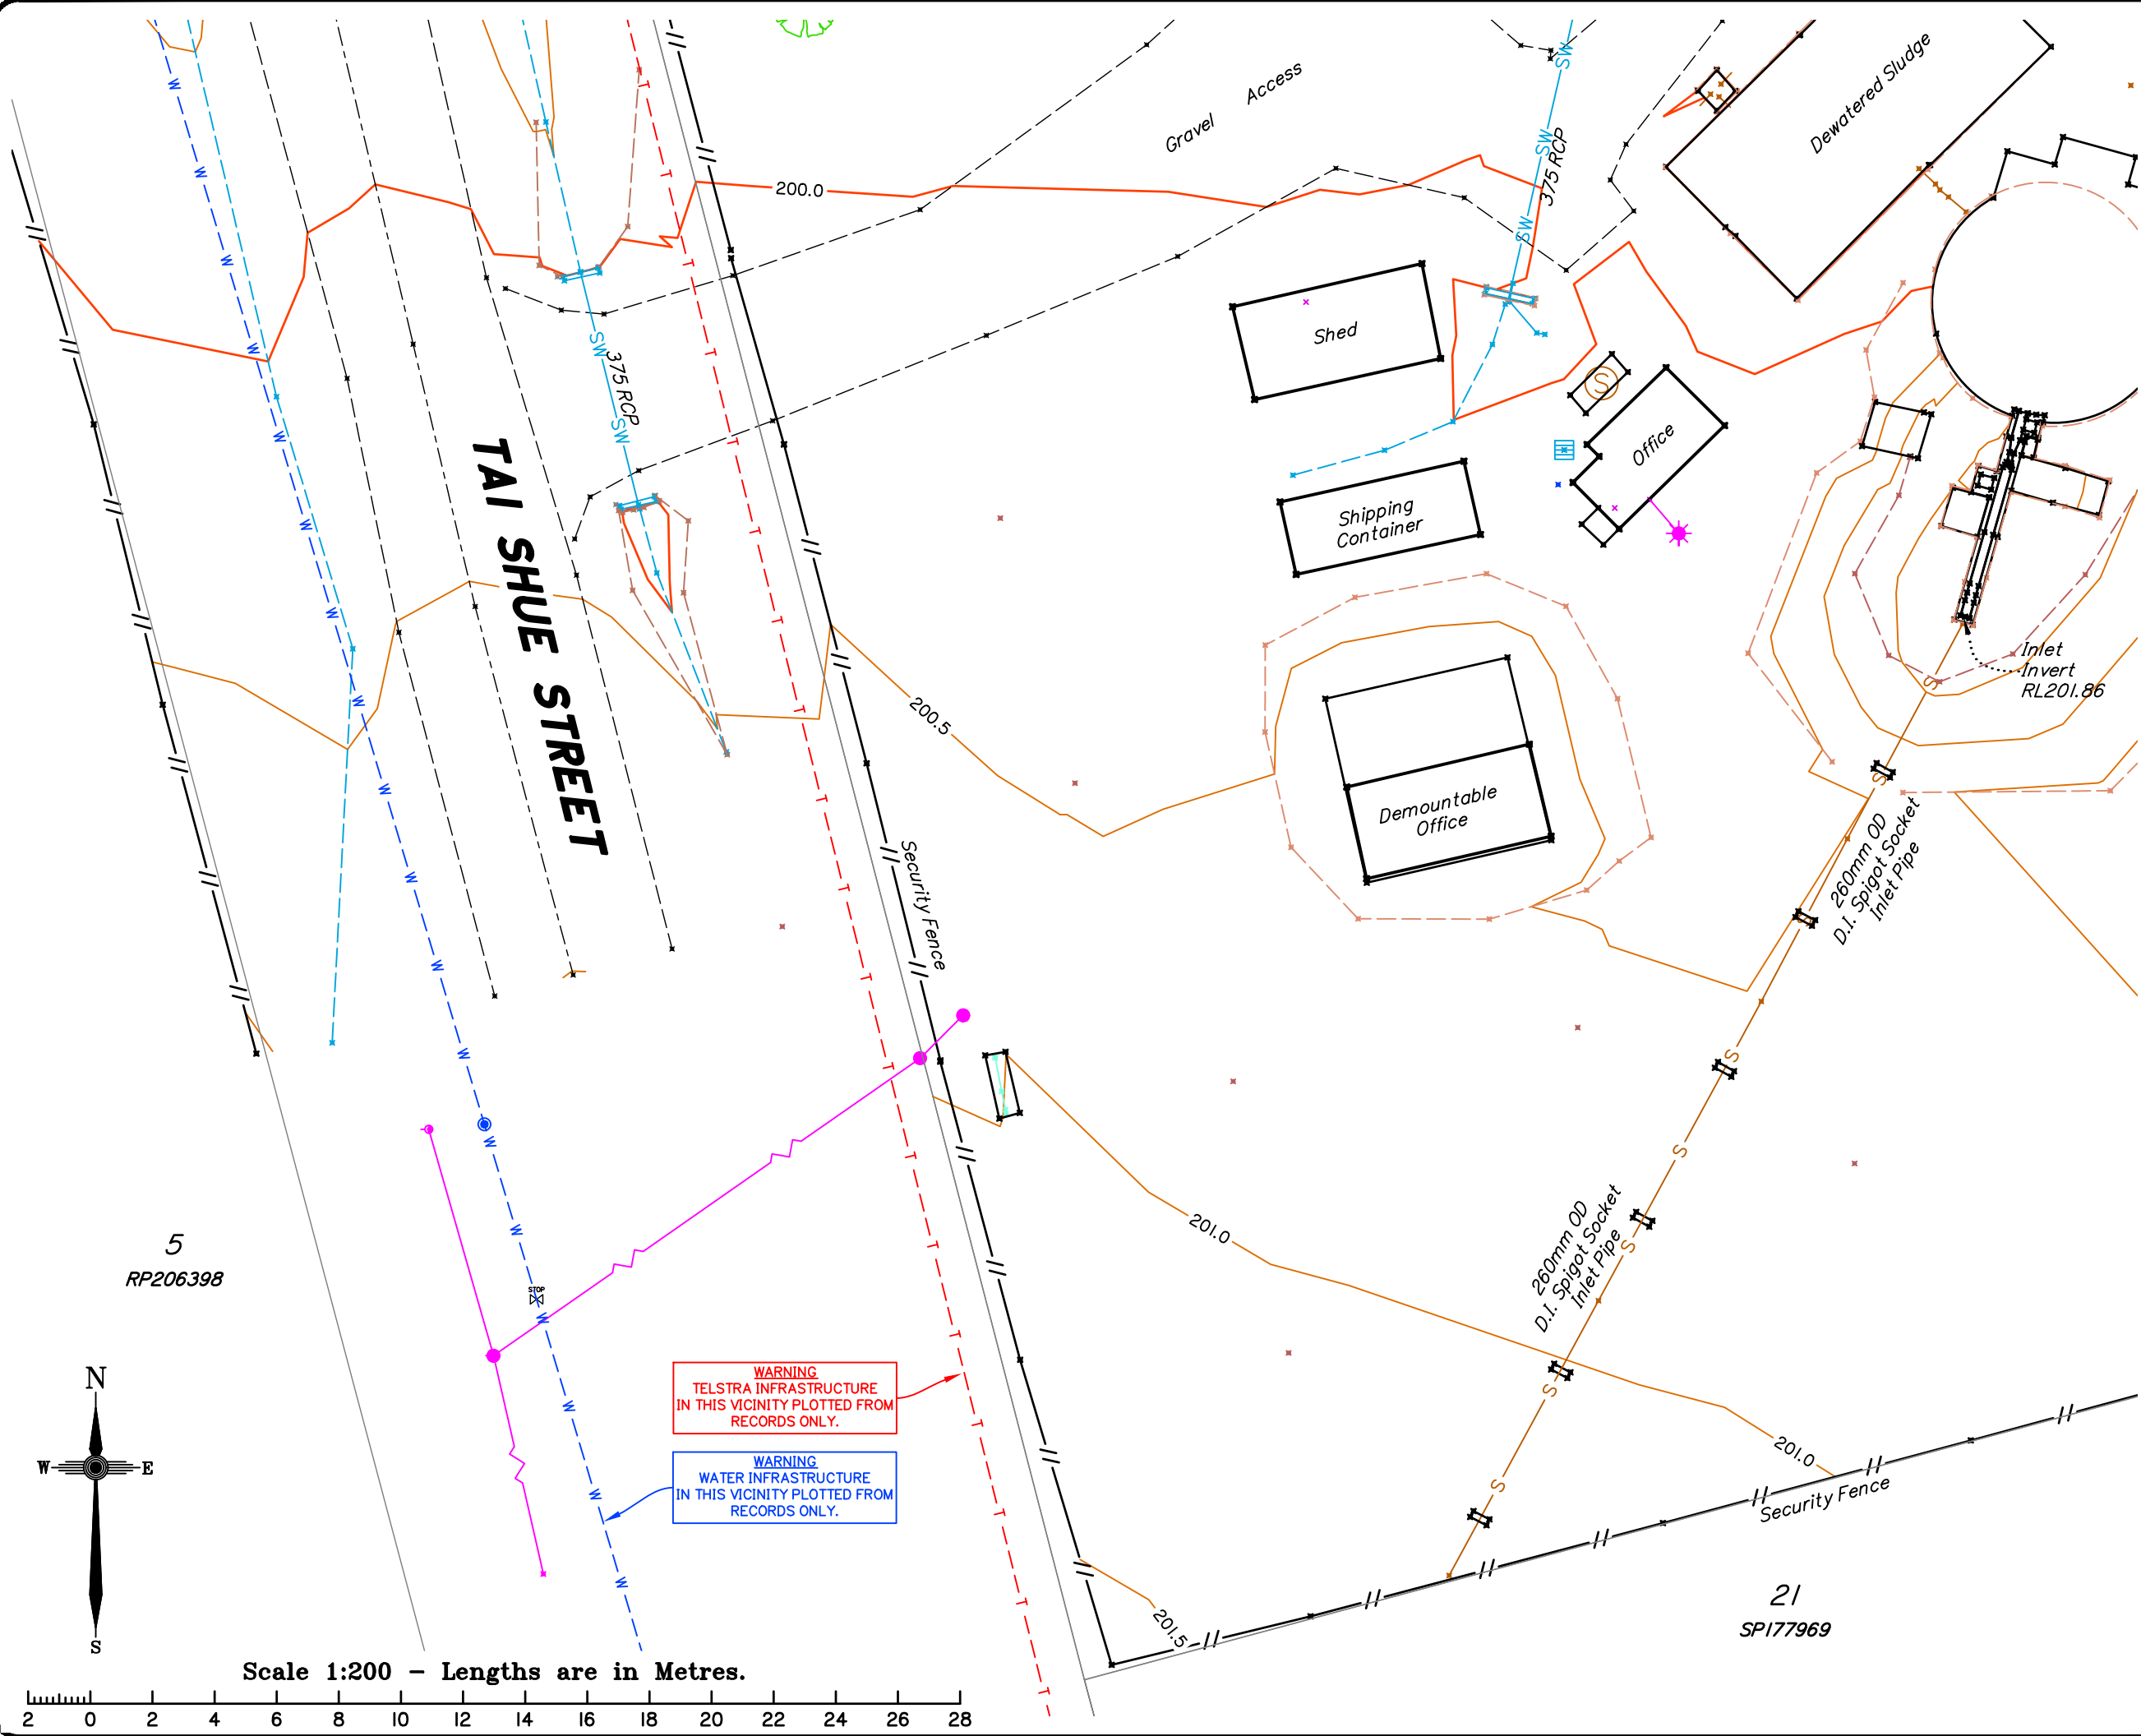 Gravel Access
Dewatered Sludge
200.0
SW
SW
SW
375 RCP
Shed
SW
375 RCP
SW
TAI SHUE STREET
Office
Shipping
Container
Inlet
Invert
RL201.86
200.5
Demountable
Office
Security Fence
260mm OD
D.I. Spigot Socket
Inlet Pipe
201.0
260mm OD
D.I. Spigot Socket
Inlet Pipe
5
RP206398
STOP
WARNING
TELSTRA INFRASTRUCTURE
IN THIS VICINITY PLOTTED FROM
RECORDS ONLY.
WARNING
WATER INFRASTRUCTURE
IN THIS VICINITY PLOTTED FROM
RECORDS ONLY.
201.0
Security Fence
201.5
21
SP177969
N
W E
S
Scale 1:200 - Lengths are in Metres.
2 0 2 4 6 8 10 12 14 16 18 20 22 24 26 28